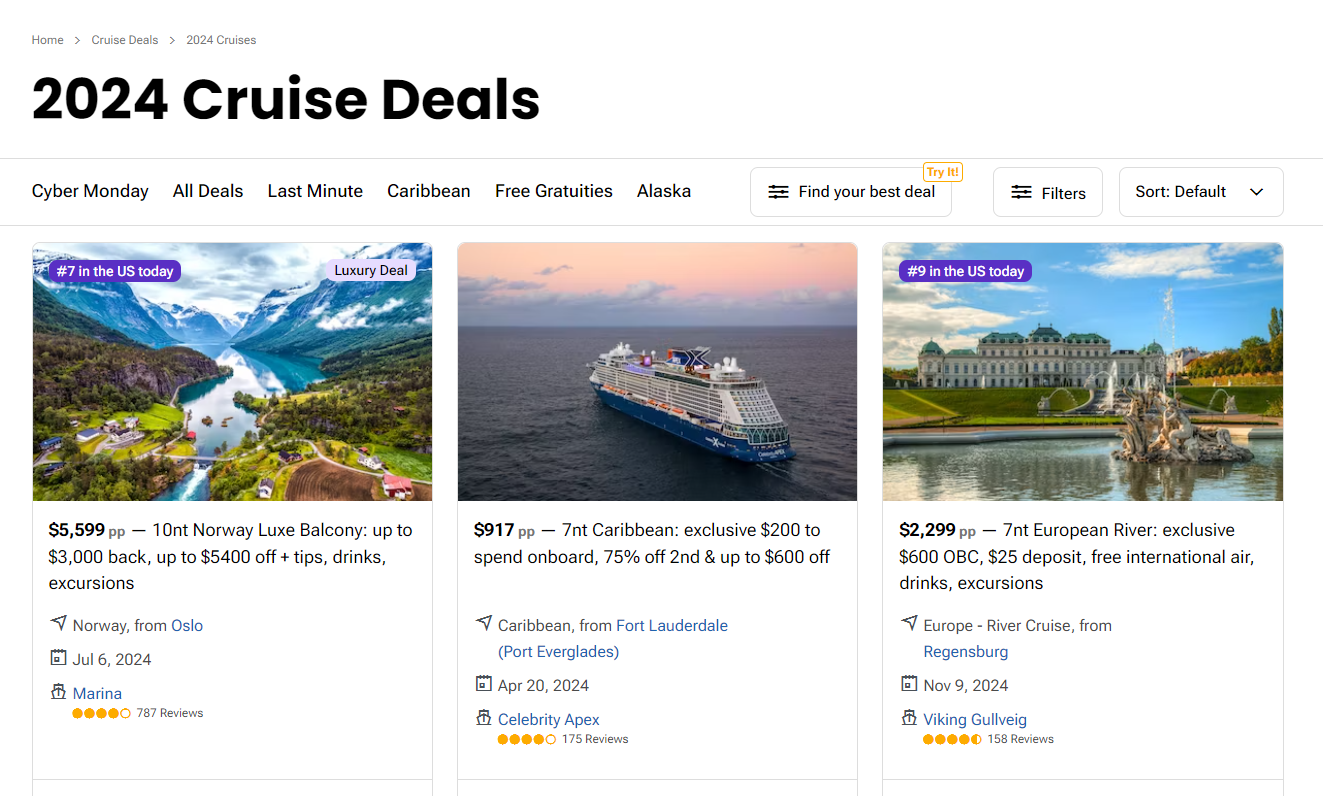 Home > Cruise Deals > 2024 Cruises
2024 Cruise Deals
Cyber Monday All Deals Last Minute Caribbean Free Gratuities Alaska
Try It!
Find your best deal
Filters
Sort: Default
#7 in the US today
Luxury Deal
$5,599 pp — 10nt Norway Luxe Balcony: up to
$3,000 back, up to $5400 off + tips, drinks,
excursions
Norway, from Oslo
Jul 6, 2024
Marina
787 Reviews
$917 pp — 7nt Caribbean: exclusive $200 to
spend onboard, 75% off 2nd & up to $600 off
Caribbean, from Fort Lauderdale
(Port Everglades)
Apr 20, 2024
Celebrity Apex
175 Reviews
#9 in the US today
$2,299 pp — 7nt European River: exclusive
$600 OBC, $25 deposit, free international air,
drinks, excursions
Europe - River Cruise, from
Regensburg
Nov 9, 2024
Viking Gullveig
158 Reviews